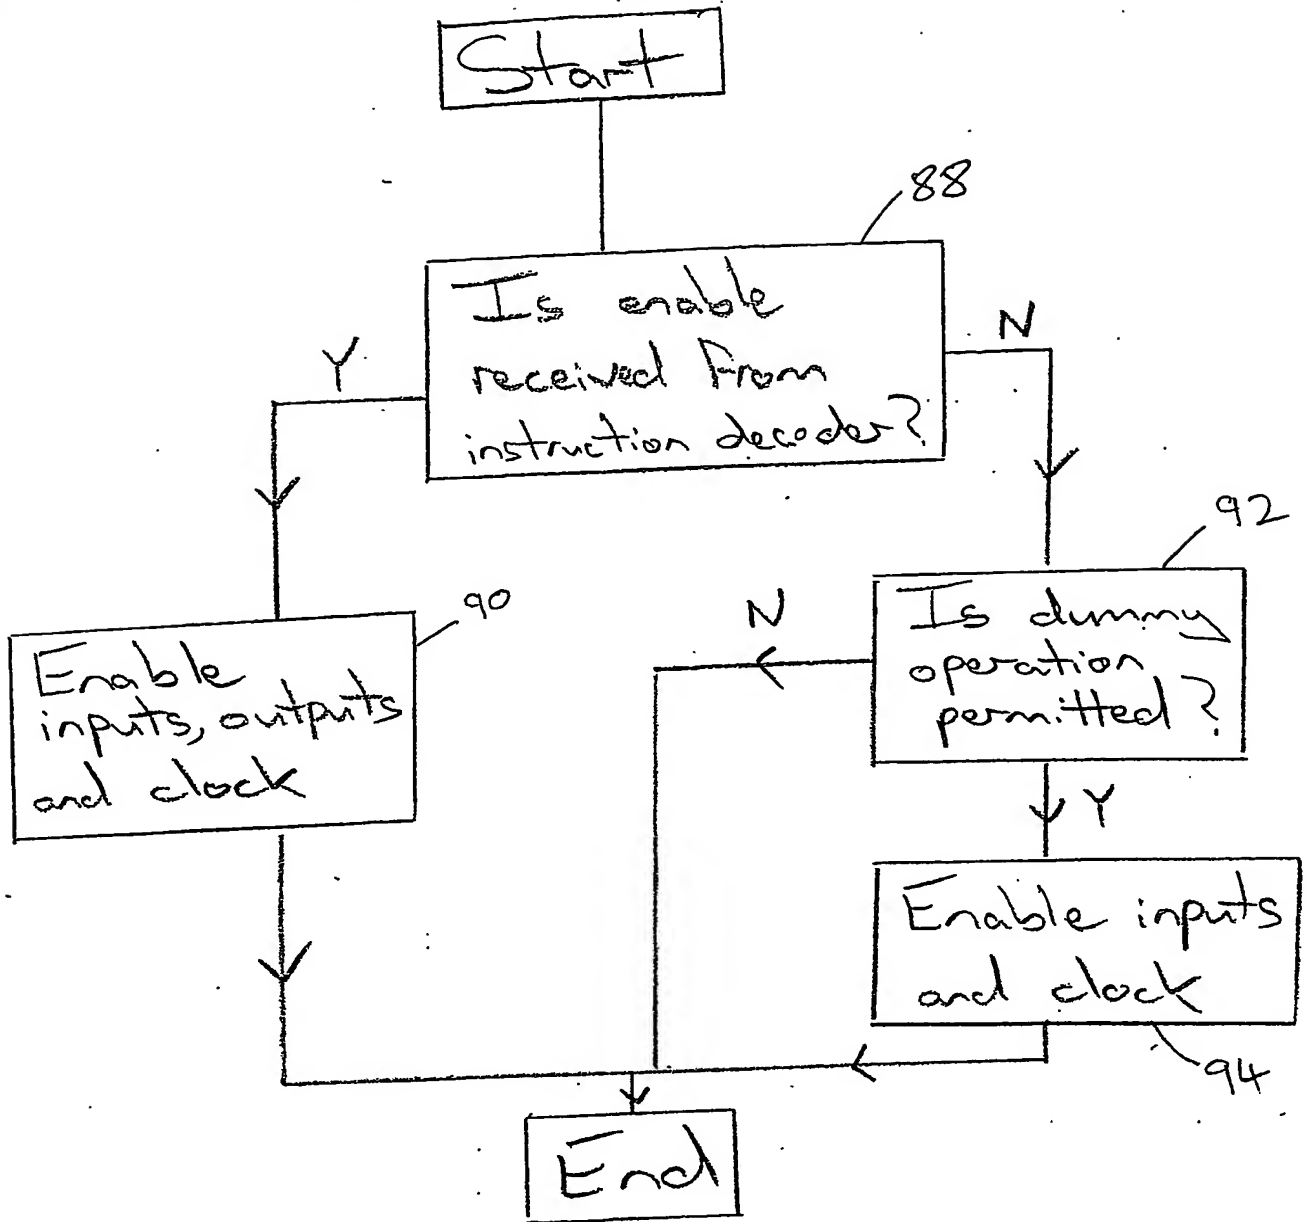 Start
88
Is enable
received from
instruction decoder?
Y
N
92
90
Enable
inputs, outputs
and clock
N
Is dummy
operation
permitted?
Y
Enable inputs
and clock
94
End